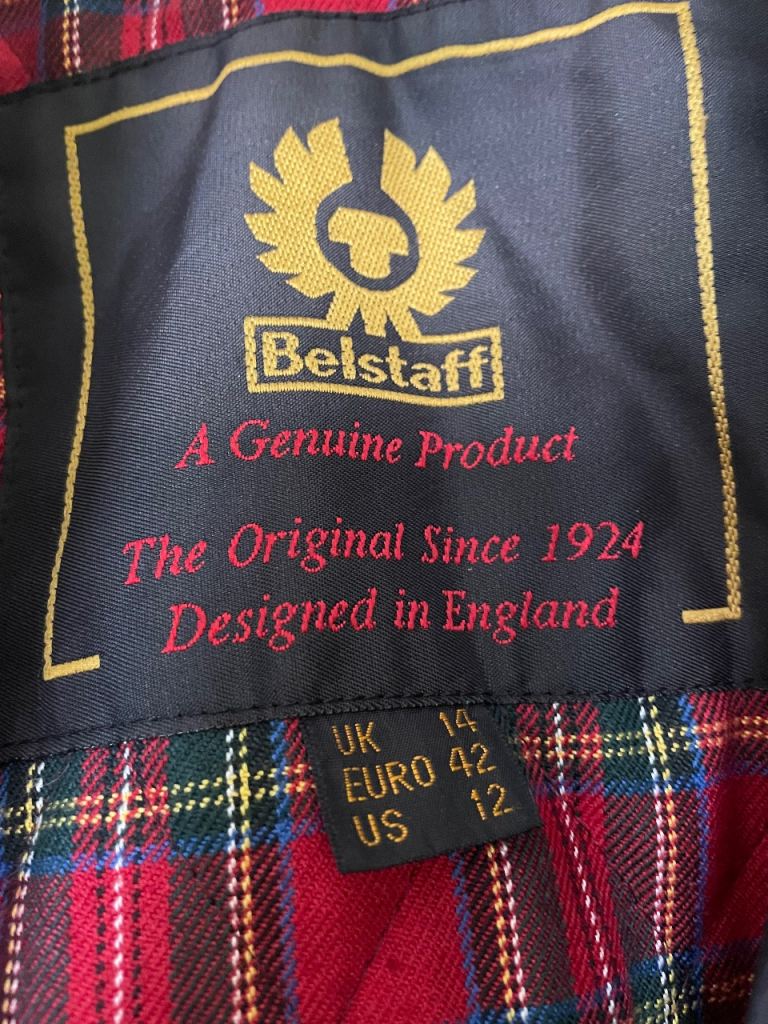 Belstaff
A Genuine Product
The Original Since 1924
Designed in England
UK 14
EURO 42
US 12